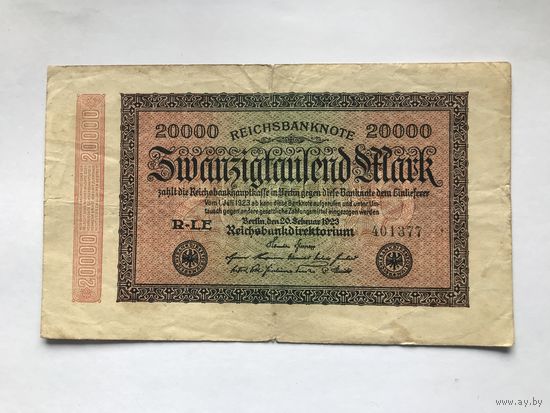 20000 REICHSBANKNOTE 20000
Zwanzigtausend Mark
zahlt die Reichsbankhauptkasse in Berlin gegen diese Banknote dem Einlieferer
Vom 1. Juli 1923 ab kann diese Banknote aufgerufen und unter Um-
tausch gegen andere gesetzliche Zahlungsmittel eingezogen werden
Berlin, den 20. Februar 1923
R-LE Reichsbankdirektorium 401377
20000 20000
www.ay.by